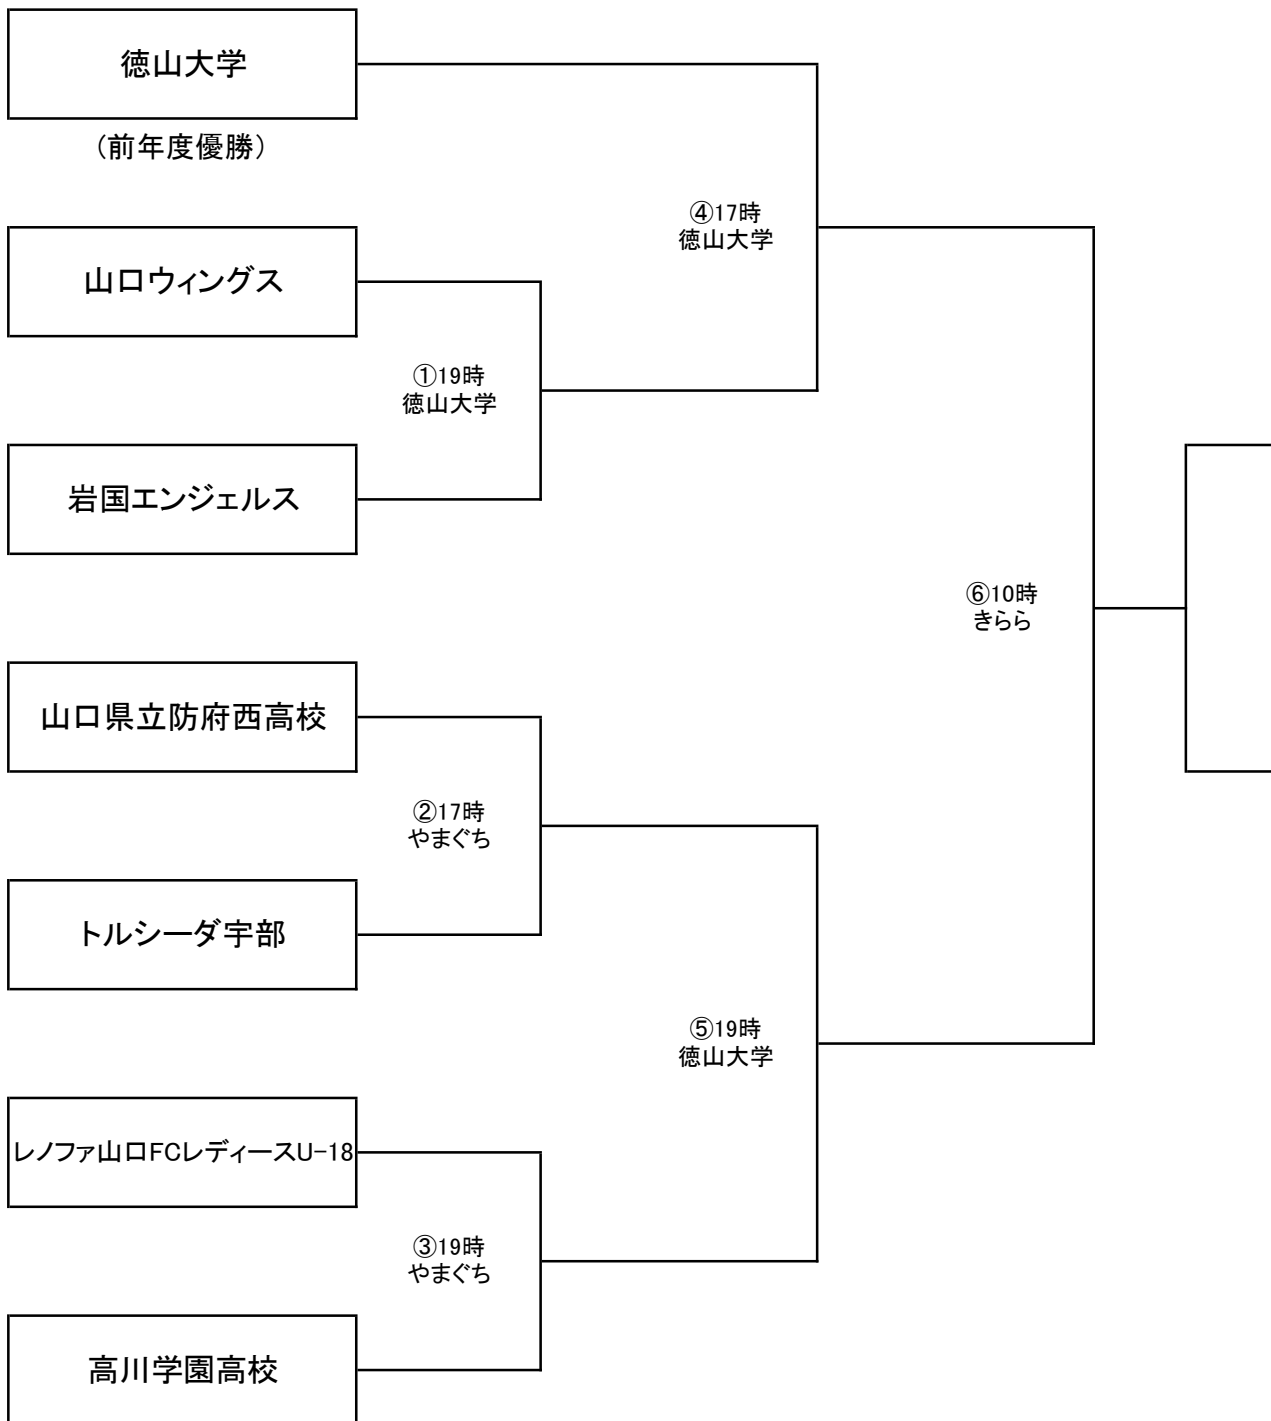 徳山大学
(前年度優勝)
④17時
徳山大学
山口ウィングス
①19時
徳山大学
岩国エンジェルス
⑥10時
きらら
山口県立防府西高校
②17時
やまぐち
トルシーダ宇部
⑤19時
徳山大学
レノファ山口FCレディースU-18
③19時
やまぐち
高川学園高校